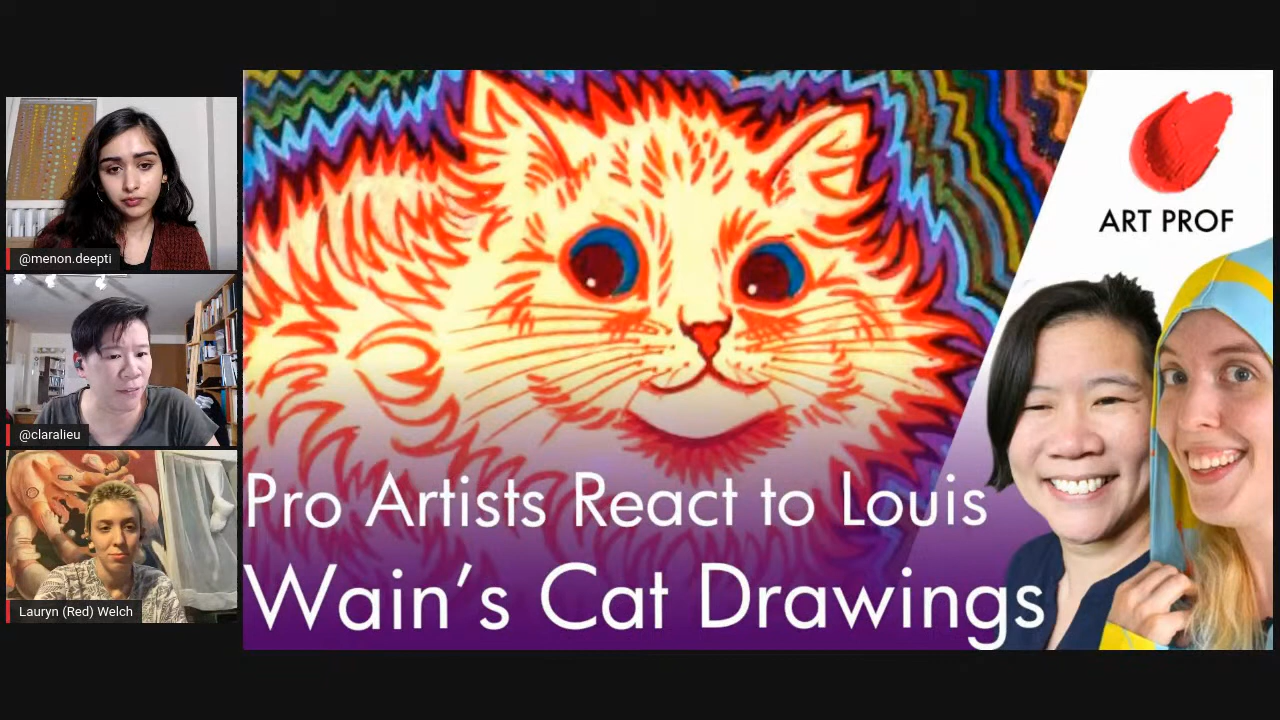 @menon.deepti
@claralieu
Lauryn (Red) Welch
ART PROF
Pro Artists React to Louis
Wain's Cat Drawings